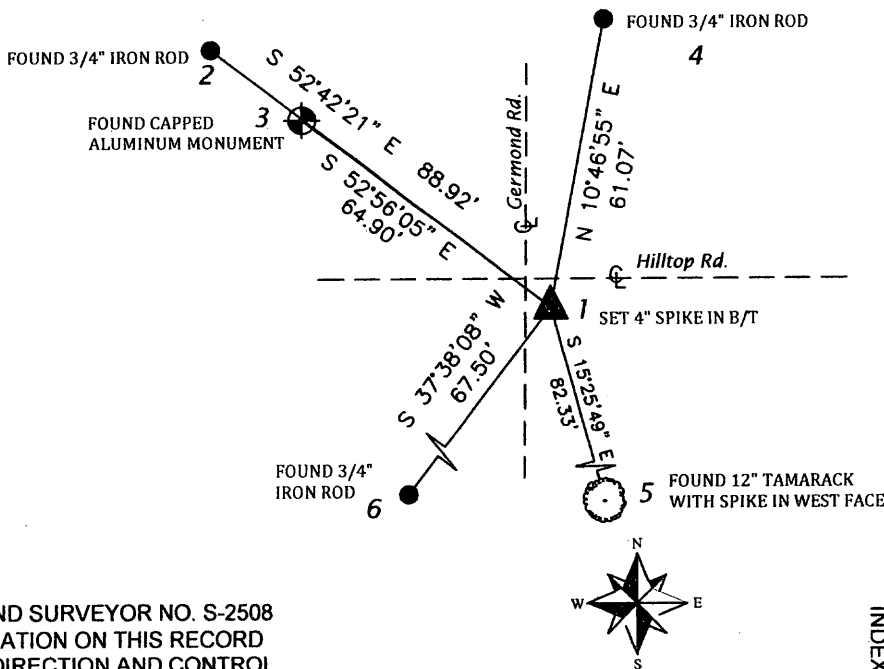 FOUND 3/4" IRON ROD
2
S 52°42'21" E 88.92'
FOUND 3/4" IRON ROD
4
FOUND CAPPED
ALUMINUM MONUMENT
3
S 52°56'05" E
64.90'
Germond Rd.
N 10°46'55" E
61.07'
Hilltop Rd.
1
SET 4" SPIKE IN B/T
S 37°38'08" W
67.50'
S 15°25'49" E
82.33'
FOUND 3/4"
IRON ROD
6
5
FOUND 12" TAMARACK
WITH SPIKE IN WEST FACE
N
W
E
S
ND SURVEYOR NO. S-2508
ATION ON THIS RECORD
DIRECTION AND CONTROL
INDEX